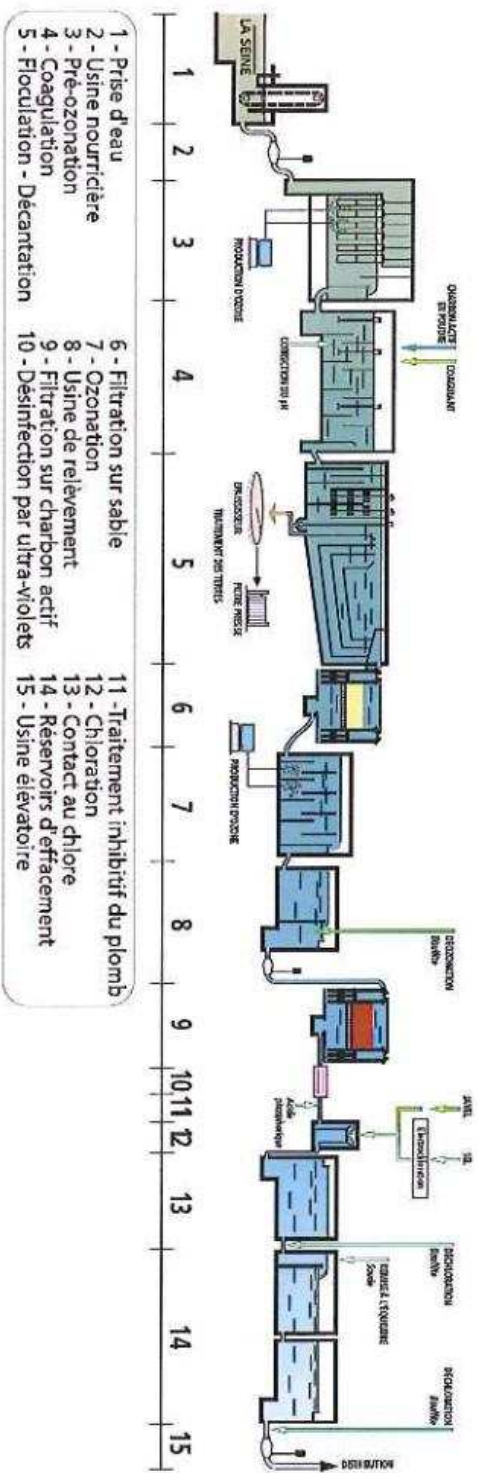 CHARBON ACTIF
EN POUDRE
COAGULANT
DÉOZONATION
Bisulfite
JAVEL
SEL
Électrochloration
DÉCHLORATION
Bisulfite
REMISE À L'ÉQUILIBRE
Soude
DÉCHLORATION
Bisulfite
LA SEINE
PRODUCTION D'OZONE
CORRECTION DU pH
ÉPAISSISSEUR
TRAITEMENT DES TERRES
FILTRE PRESSE
PRODUCTION D'OZONE
Acide
phosphorique
1
2
3
4
5
6
7
8
9
10
11
12
13
14
15
1 - Prise d'eau
2 - Usine nourricière
3 - Pré-ozonation
4 - Coagulation
5 - Floculation - Décantation
6 - Filtration sur sable
7 - Ozonation
8 - Usine de relèvement
9 - Filtration sur charbon actif
10 - Désinfection par ultra-violets
11 -Traitement inhibitif du plomb
12 - Chloration
13 - Contact au chlore
14 - Réservoirs d'effacement
15 - Usine élévatoire